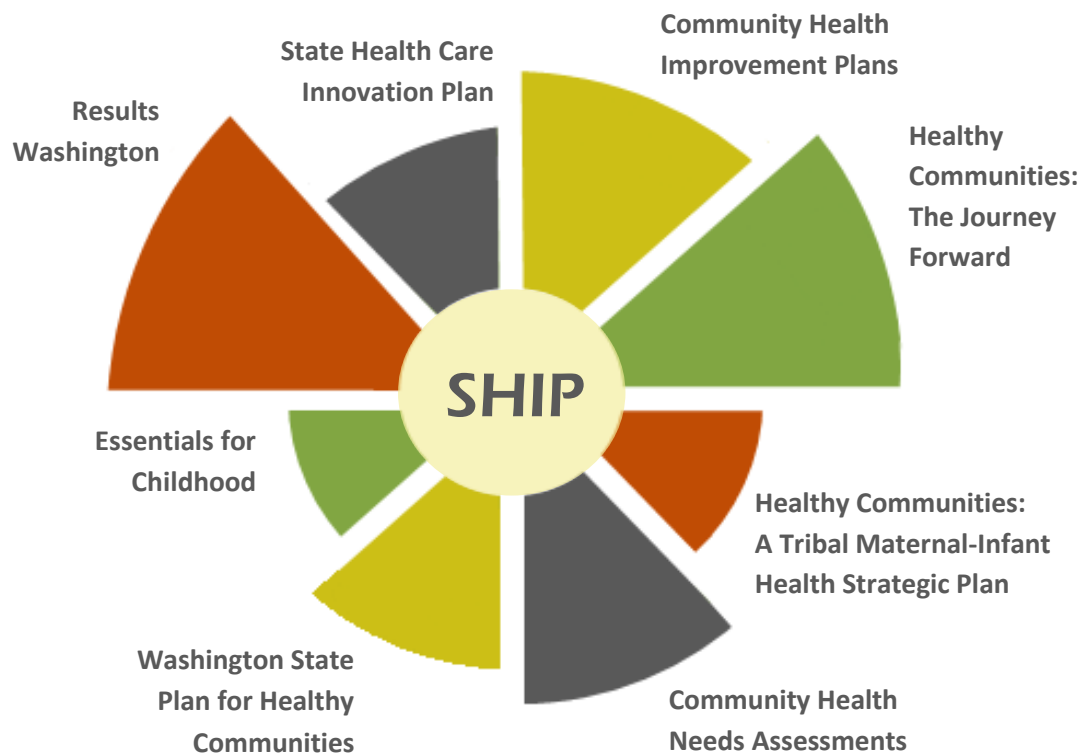 Community Health
Improvement Plans
State Health Care
Innovation Plan
Results
Washington
Healthy
Communities:
The Journey
Forward
SHIP
Essentials for
Childhood
Healthy Communities:
A Tribal Maternal-Infant
Health Strategic Plan
Washington State
Plan for Healthy
Communities
Community Health
Needs Assessments